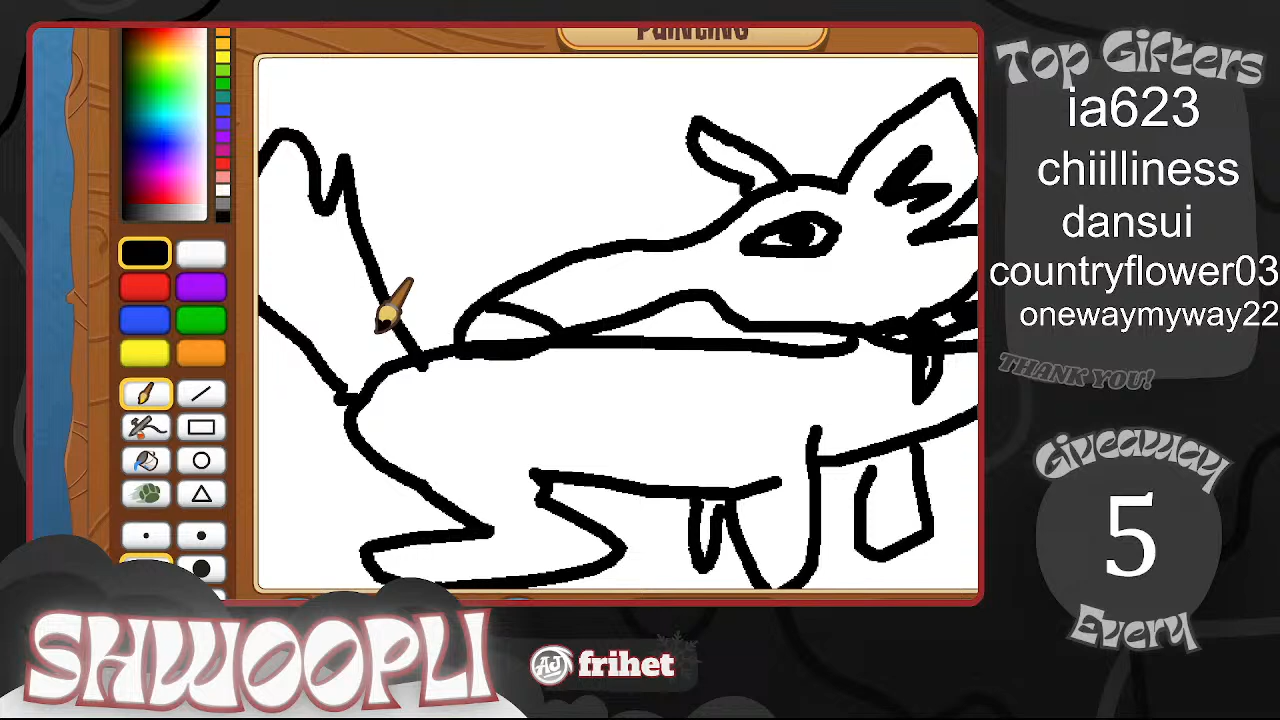 PAINTING
Top Gifters
ia623
chiilliness
dansui
countryflower03
onewaymyway22
THANK YOU!
Giveaway
5
Every
SHWOOPLI
AJ frihet